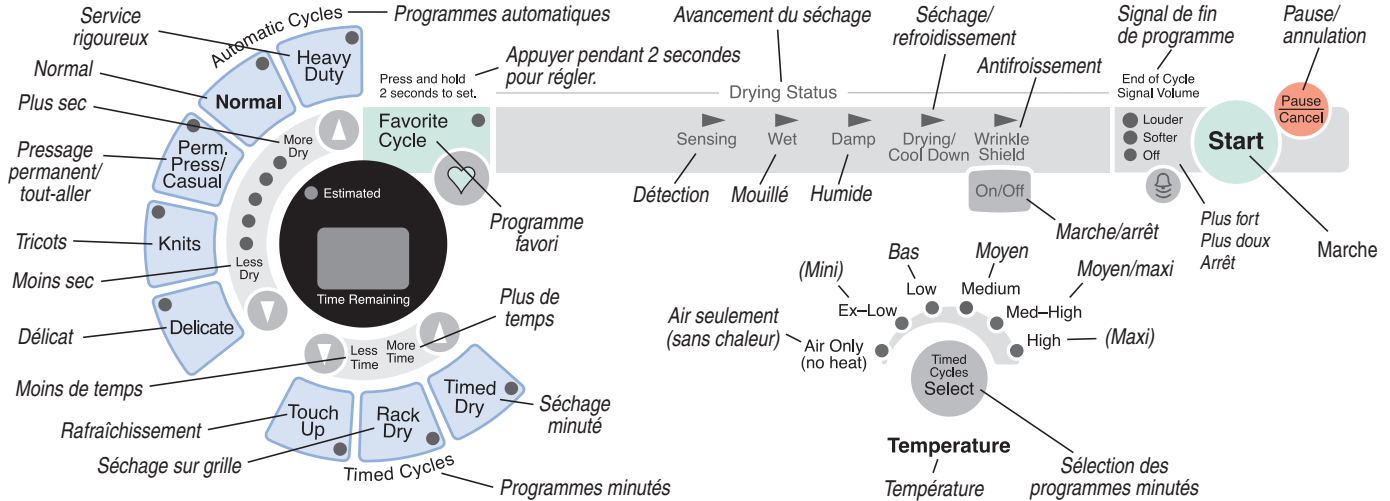 Service
rigoureux
Programmes automatiques
Automatic Cycles
Heavy
Duty
Normal
Normal
Plus sec
More
Dry
Pressage
permanent/
tout-aller
Perm.
Press/
Casual
Tricots
Knits
Moins sec
Less
Dry
Délicat
Delicate
Estimated
Time Remaining
Less
Time
More
Time
Plus de
temps
Moins de temps
Touch
Up
Rack
Dry
Timed
Dry
Rafraîchissement
Séchage sur grille
Séchage
minuté
Timed Cycles
Programmes minutés
Appuyer pendant 2 secondes
pour régler.
Press and hold
2 seconds to set.
Favorite
Cycle
Programme
favori
Avancement du séchage
Séchage/
refroidissement
Antifroissement
Drying Status
Sensing
Wet
Damp
Drying/
Cool Down
Wrinkle
Shield
Détection
Mouillé
Humide
On/Off
Marche/arrêt
Signal de fin
de programme
End of Cycle
Signal Volume
Louder
Softer
Off
Plus fort
Plus doux
Arrêt
Start
Marche
Pause/
annulation
Pause
Cancel
Air seulement
(sans chaleur)
Air Only
(no heat)
(Mini)
Ex–Low
Bas
Low
Moyen
Medium
Moyen/maxi
Med–High
High
(Maxi)
Timed
Cycles
Select
Temperature
Température
Sélection des
programmes minutés